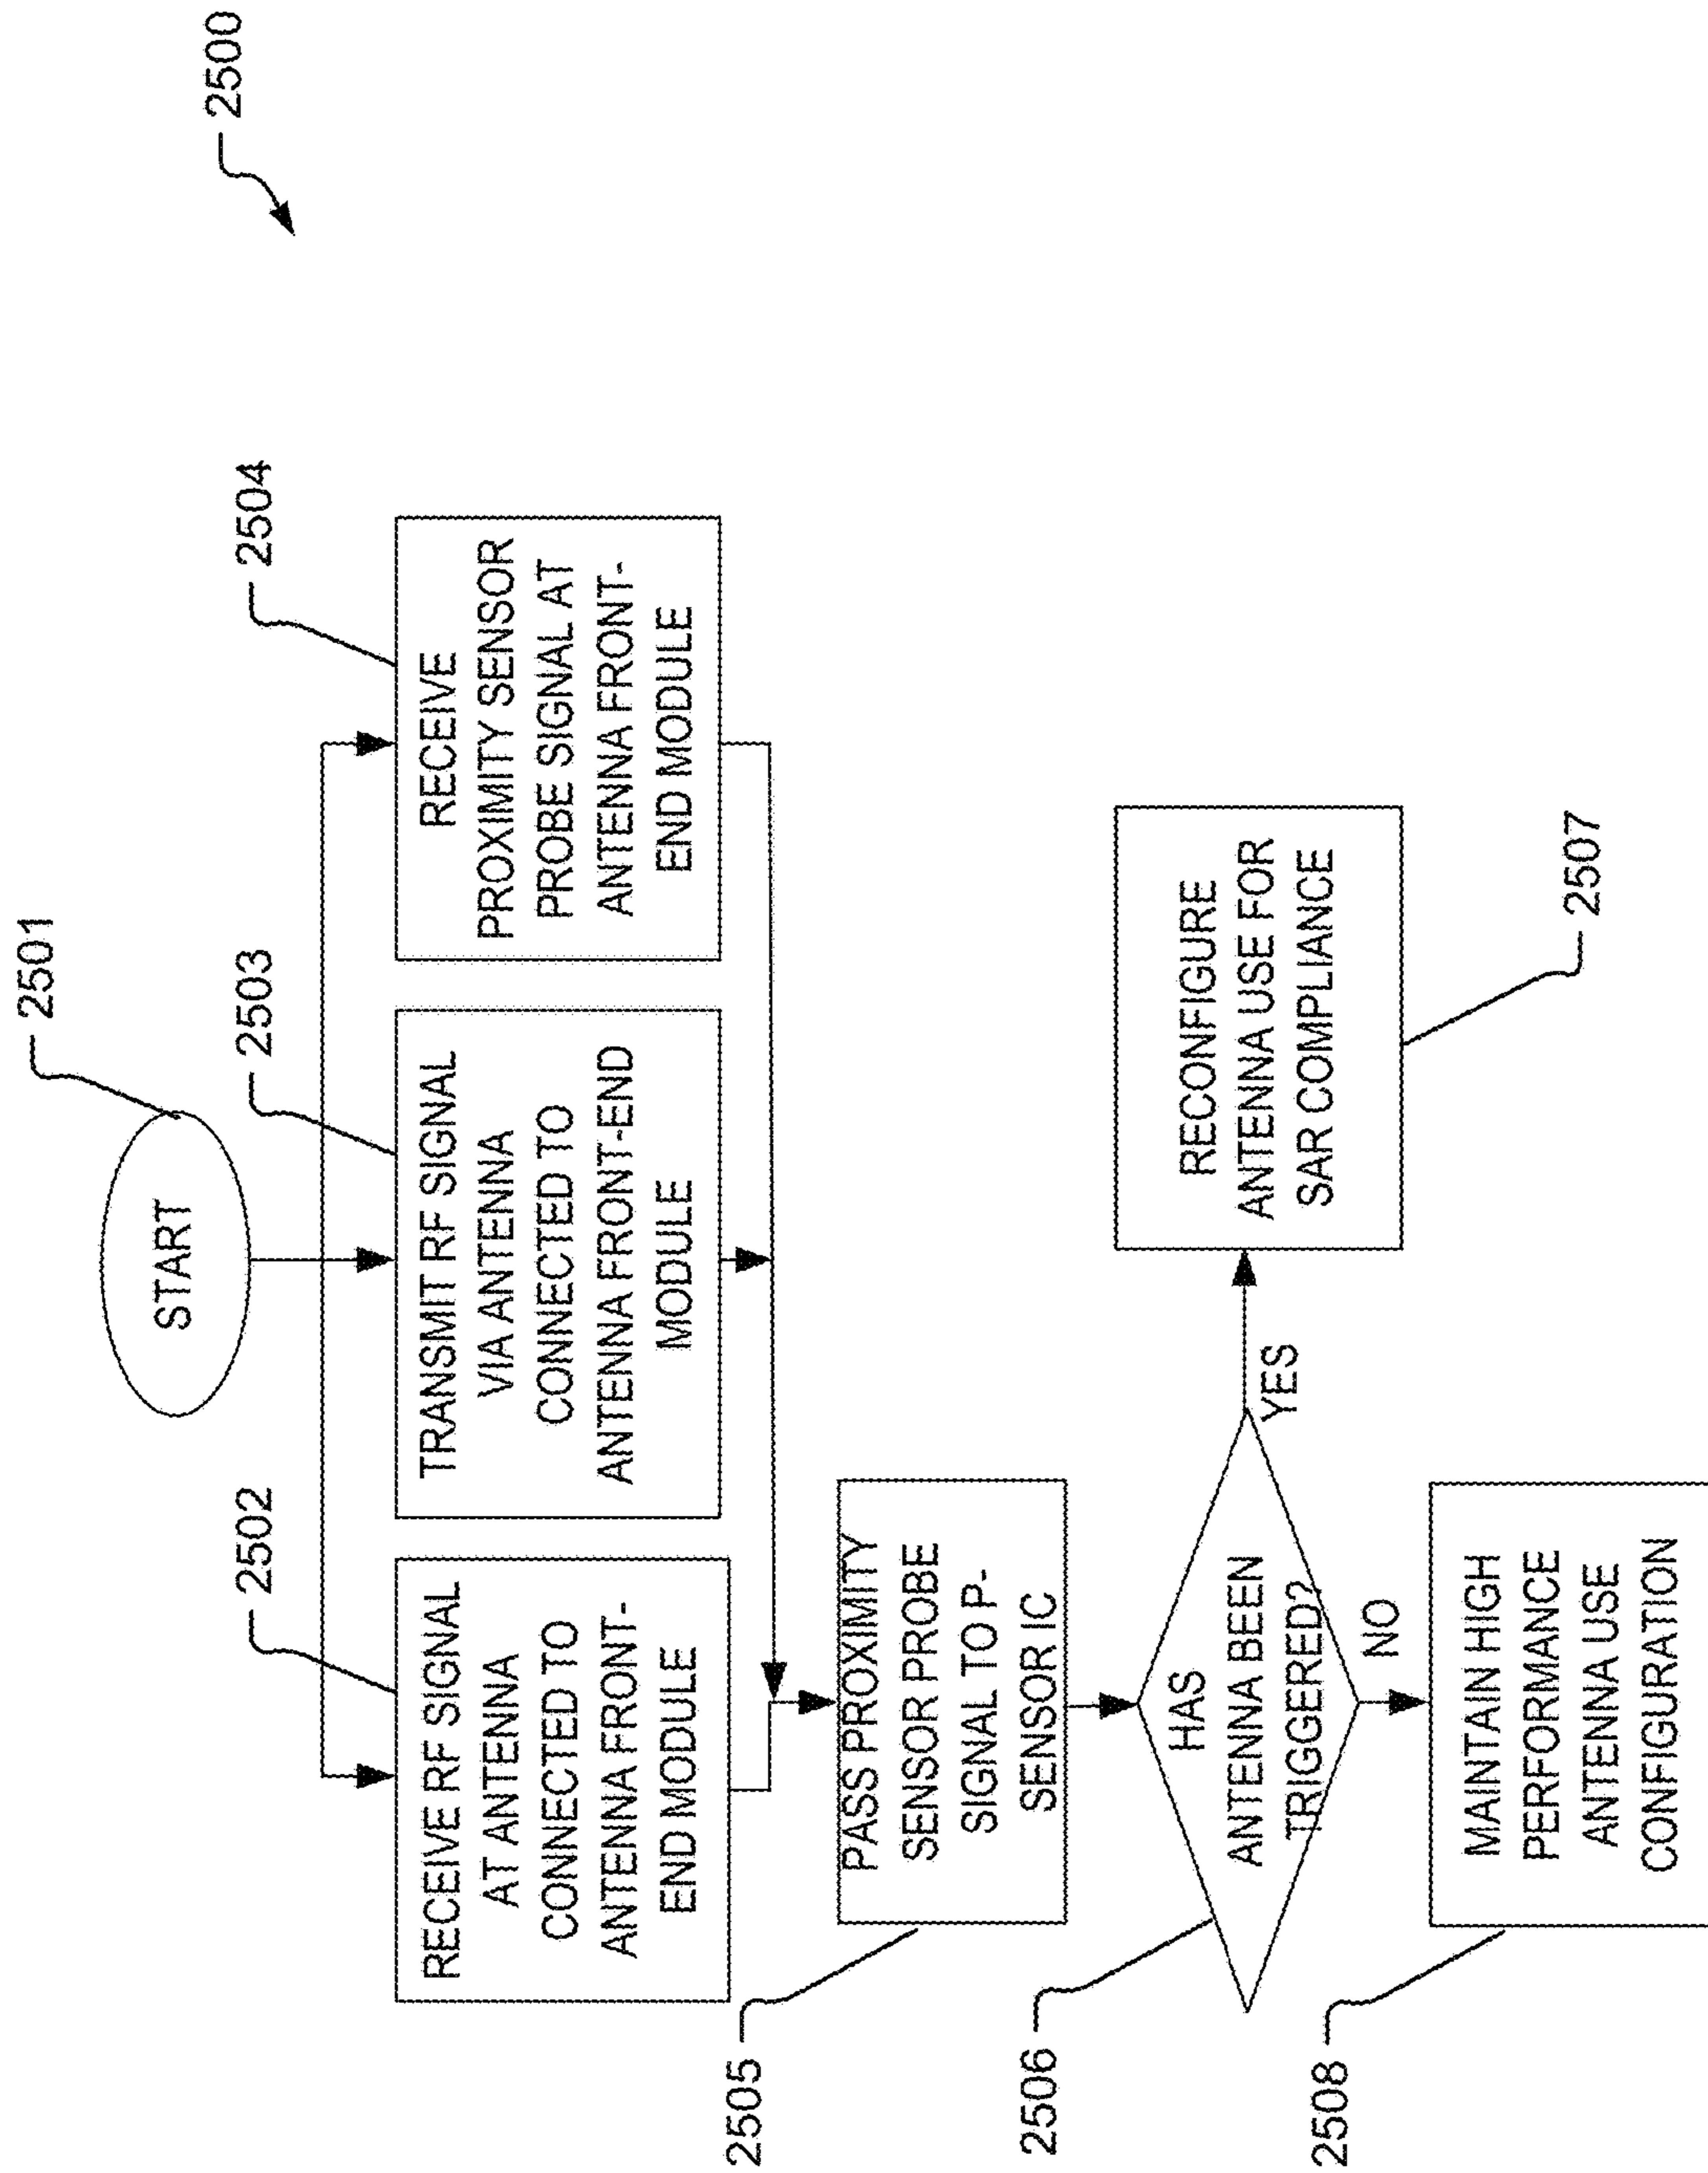 2500
2501
START
2502
RECEIVE RF SIGNAL
AT ANTENNA
CONNECTED TO
ANTENNA FRONT-
END MODULE
2503
TRANSMIT RF SIGNAL
VIA ANTENNA
CONNECTED TO
ANTENNA FRONT-END
MODULE
2504
RECEIVE
PROXIMITY SENSOR
PROBE SIGNAL AT
ANTENNA FRONT-
END MODULE
2505
PASS PROXIMITY
SENSOR PROBE
SIGNAL TO P-
SENSOR IC
2506
HAS
ANTENNA BEEN
TRIGGERED?
YES
RECONFIGURE
ANTENNA USE FOR
SAR COMPLIANCE
2507
NO
2508
MAINTAIN HIGH
PERFORMANCE
ANTENNA USE
CONFIGURATION